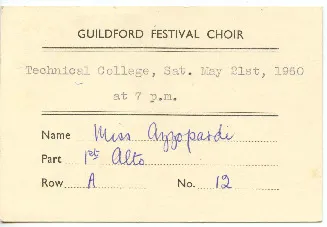 GUILDFORD FESTIVAL CHOIR
Technical College, Sat. May 21st, 1960
at 7 p.m.
Name Miss Azzopardi
Part 1st Alto
Row A No. 12